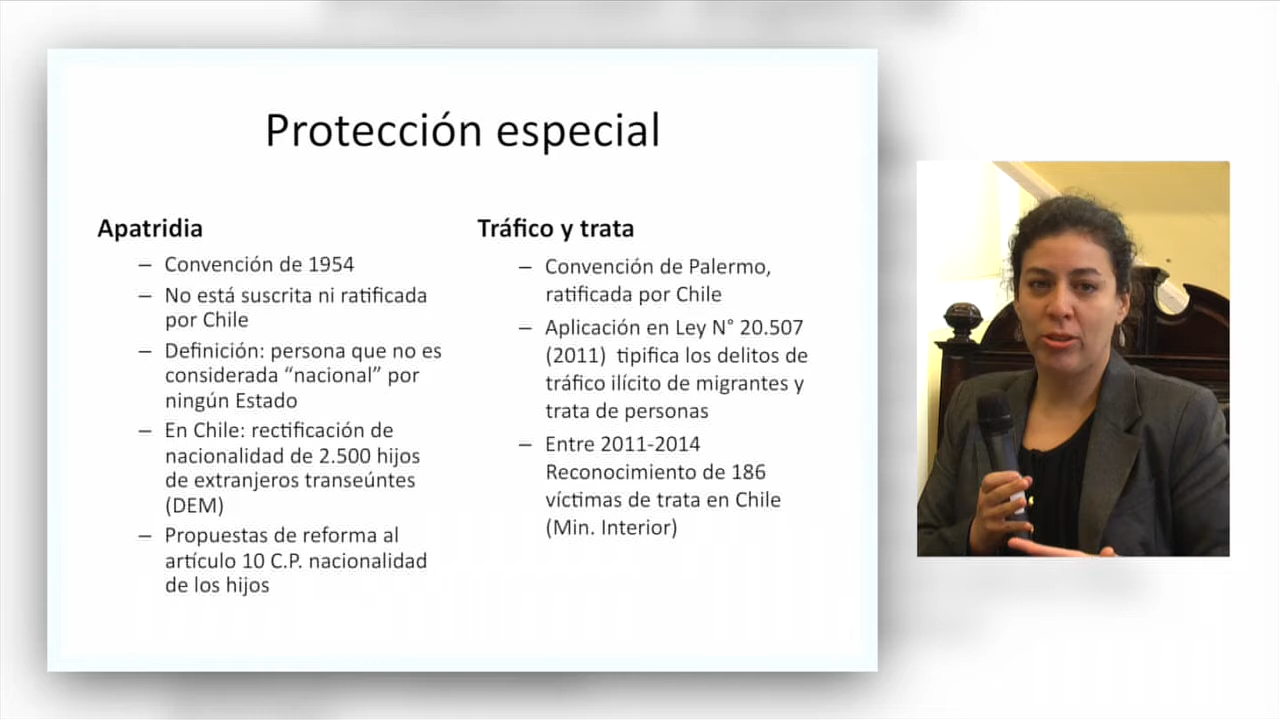 Protección especial
Apatridia
– Convención de 1954
– No está suscrita ni ratificada
por Chile
– Definición: persona que no es
considerada “nacional” por
ningún Estado
– En Chile: rectificación de
nacionalidad de 2.500 hijos
de extranjeros transeúntes
(DEM)
– Propuestas de reforma al
artículo 10 C.P. nacionalidad
de los hijos
Tráfico y trata
– Convención de Palermo,
ratificada por Chile
– Aplicación en Ley N° 20.507
(2011) tipifica los delitos de
tráfico ilícito de migrantes y
trata de personas
– Entre 2011-2014
Reconocimiento de 186
víctimas de trata en Chile
(Min. Interior)